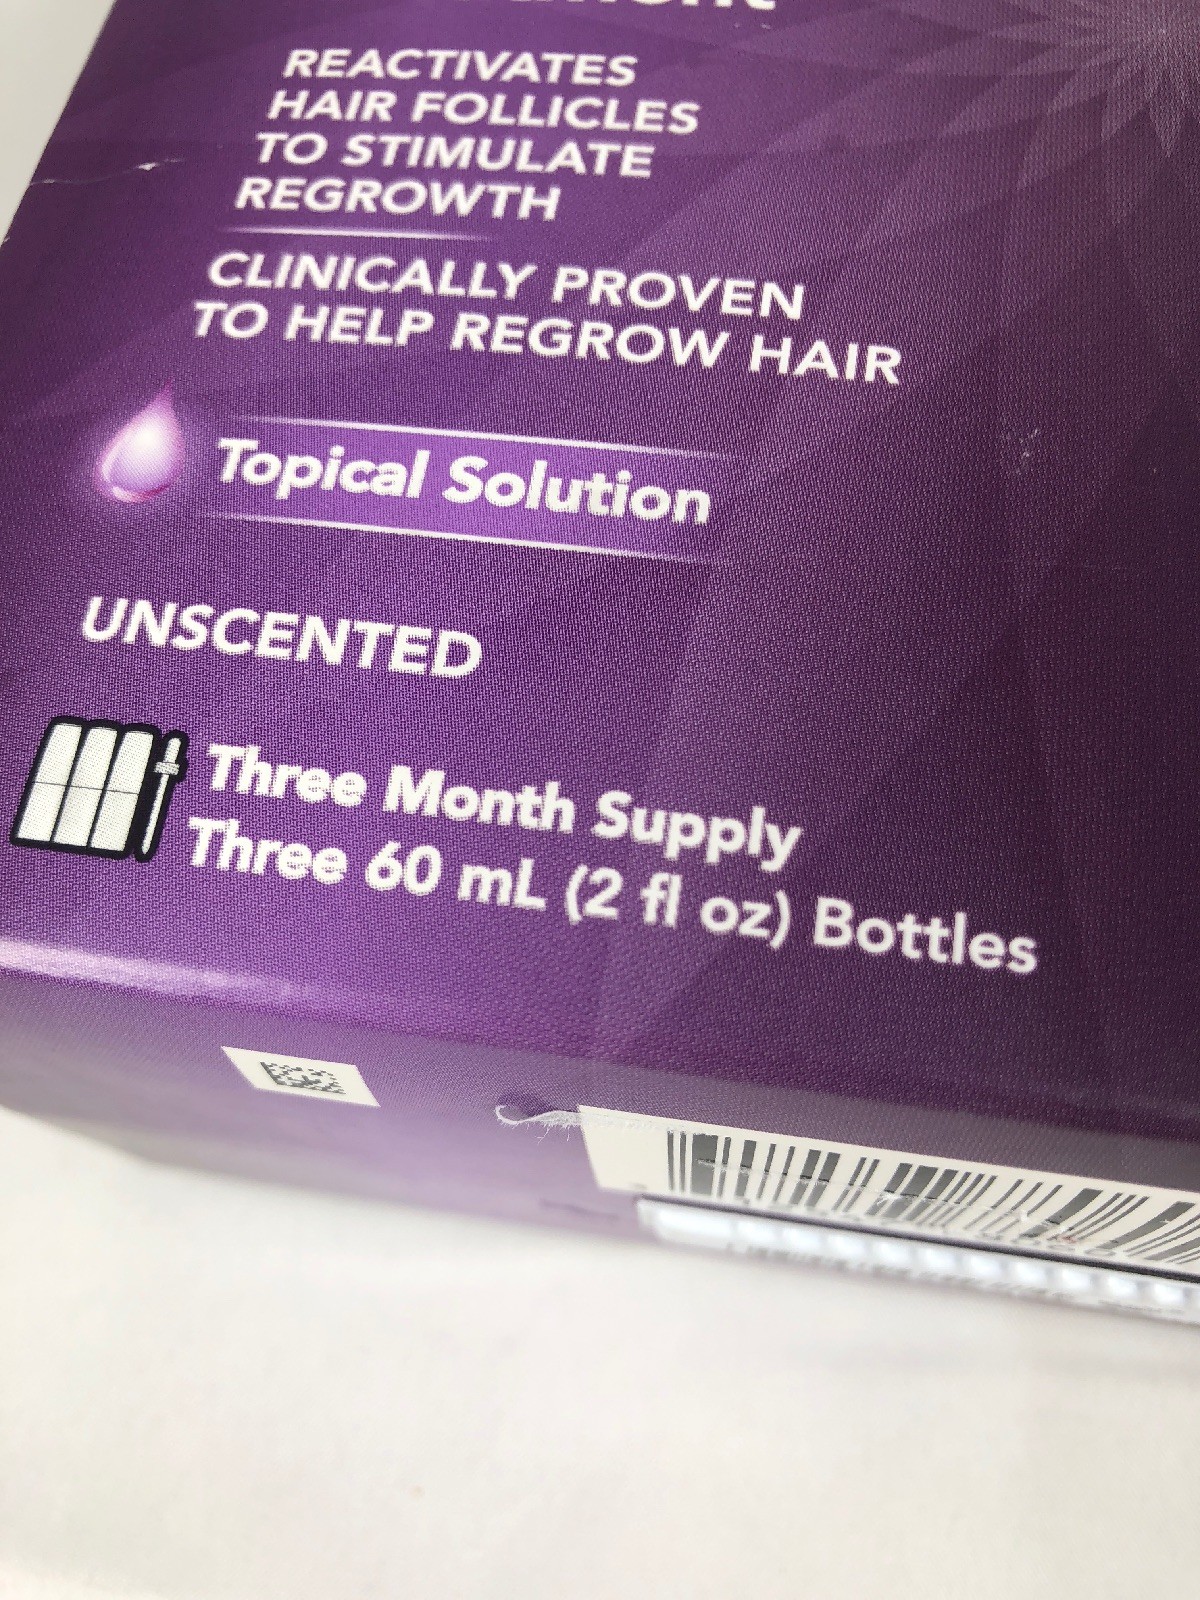 REACTIVATES
HAIR FOLLICLES
TO STIMULATE
REGROWTH
CLINICALLY PROVEN
TO HELP REGROW HAIR
Topical Solution
UNSCENTED
Three Month Supply
Three 60 mL (2 fl oz) Bottles